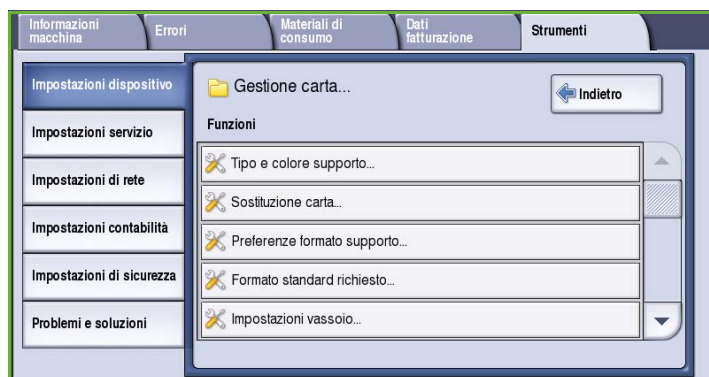 Informazioni
macchina
Errori
Materiali di
consumo
Dati
fatturazione
Strumenti
Impostazioni dispositivo
Impostazioni servizio
Impostazioni di rete
Impostazioni contabilità
Impostazioni di sicurezza
Problemi e soluzioni
Gestione carta...
Indietro
Funzioni
Tipo e colore supporto...
Sostituzione carta...
Preferenze formato supporto...
Formato standard richiesto...
Impostazioni vassoio...